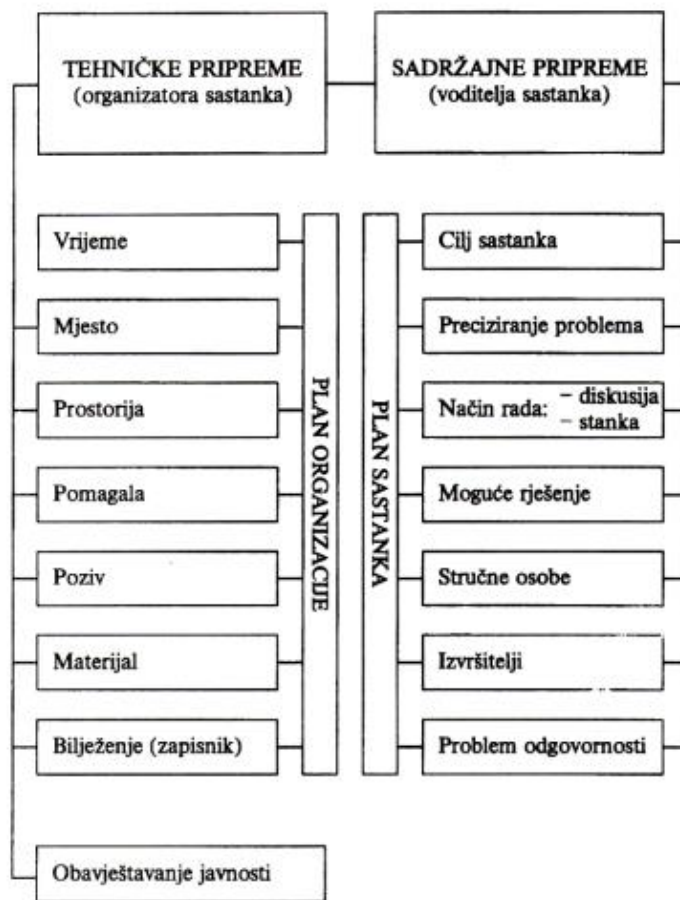 TEHNIČKE PRIPREME
(organizatora sastanka)
SADRŽAJNE PRIPREME
(voditelja sastanka)
Vrijeme
Mjesto
Prostorija
Pomagala
Poziv
Materijal
Bilježenje (zapisnik)
Obavještavanje javnosti
PLAN ORGANIZACIJE
PLAN SASTANKA
Cilj sastanka
Preciziranje problema
Način rada: – diskusija
– stanka
Moguće rješenje
Stručne osobe
Izvršitelji
Problem odgovornosti